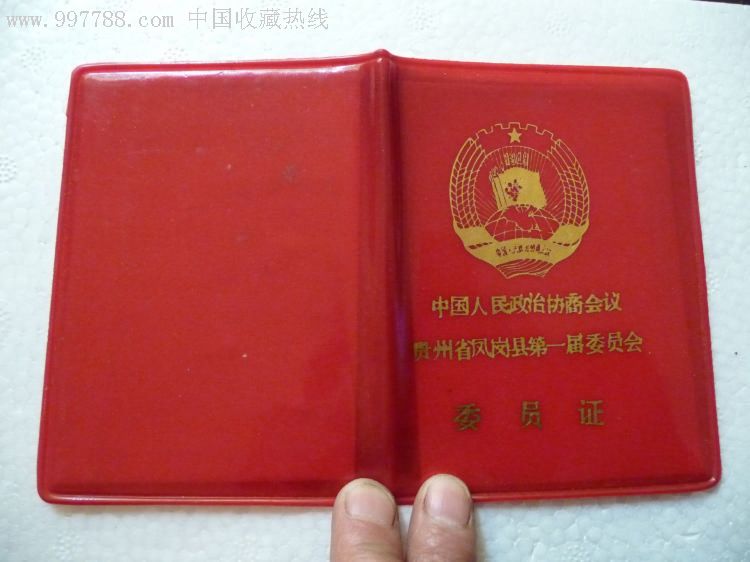 www.997788.com 中国收藏热线
中国人民政治协商会议
贵州省凤岗县第一届委员会
委员证